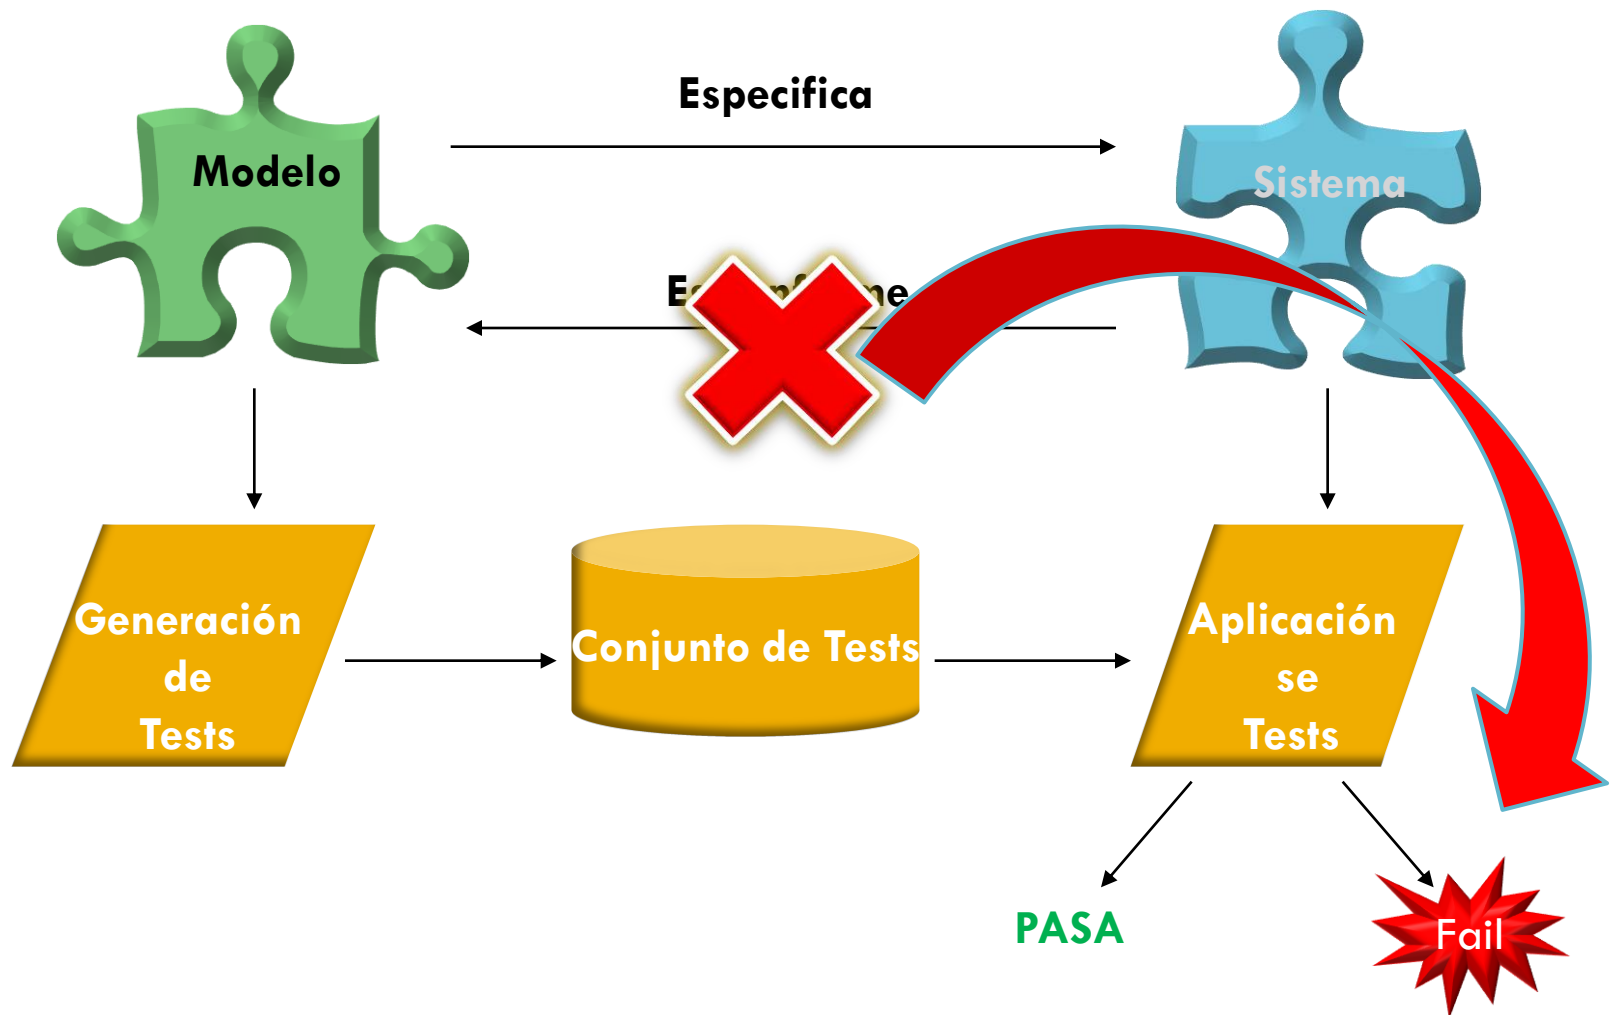 Especifica
Modelo
Sistema
Generación
de
Tests
Conjunto de Tests
Aplicación
se
Tests
PASA
Fail